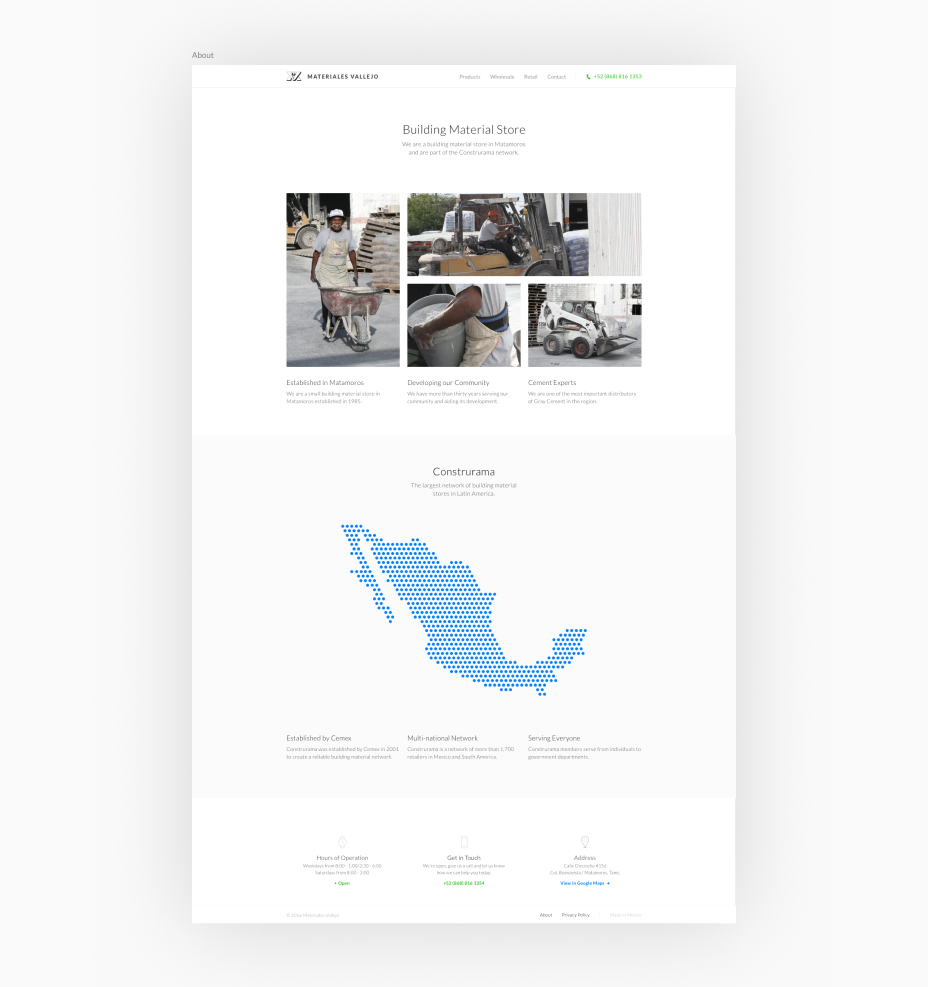 About
MATERIALES VALLEJO
Products Wholesale Retail Contact +52 (868) 816 1353
Building Material Store
We are a building material store in Matamoros
and are part of the Construrama network.
Established in Matamoros
We are a small building material store in
Matamoros established in 1985.
Developing our Community
We have more than thirty years serving our
community and aiding its development.
Cement Experts
We are one of the most important distributors
of Gray Cement in the region.
Construrama
The largest network of building material
stores in Latin America.
Established by Cemex
Construrama was established by Cemex in 2001
to create a reliable building material network.
Multi-national Network
Construrama is a network of more than 1,700
retailers in Mexico and South America.
Serving Everyone
Construrama members serve from individuals to
government departments.
Hours of Operation
Weekdays from 8:00 - 1:00/2:30 - 6:00
Saturdays from 8:00 - 2:00
• Open
Get in Touch
We're open, give us a call and let us know
how we can help you today.
+52 (868) 816 1354
Address
Calle Diesiocho #152,
Col. Buenavista / Matamoros, Tams.
View in Google Maps →
Materiales Vallejo
About Privacy Policy Made in Mexico